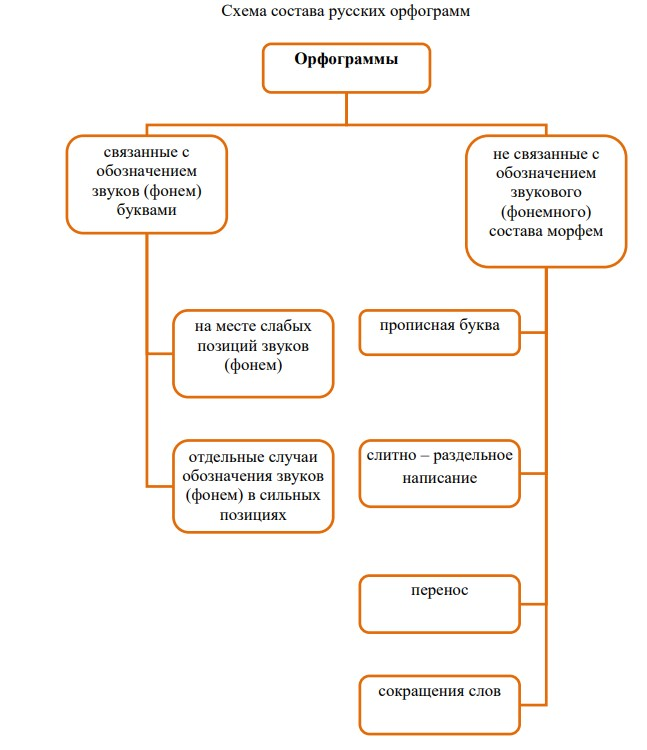 Схема состава русских орфограмм
Орфограммы
связанные с
обозначением
звуков (фонем)
буквами
на месте слабых
позиций звуков
(фонем)
отдельные случаи
обозначения звуков
(фонем) в сильных
позициях
не связанные с
обозначением
звукового
(фонемного)
состава морфем
прописная буква
слитно – раздельное
написание
перенос
сокращения слов